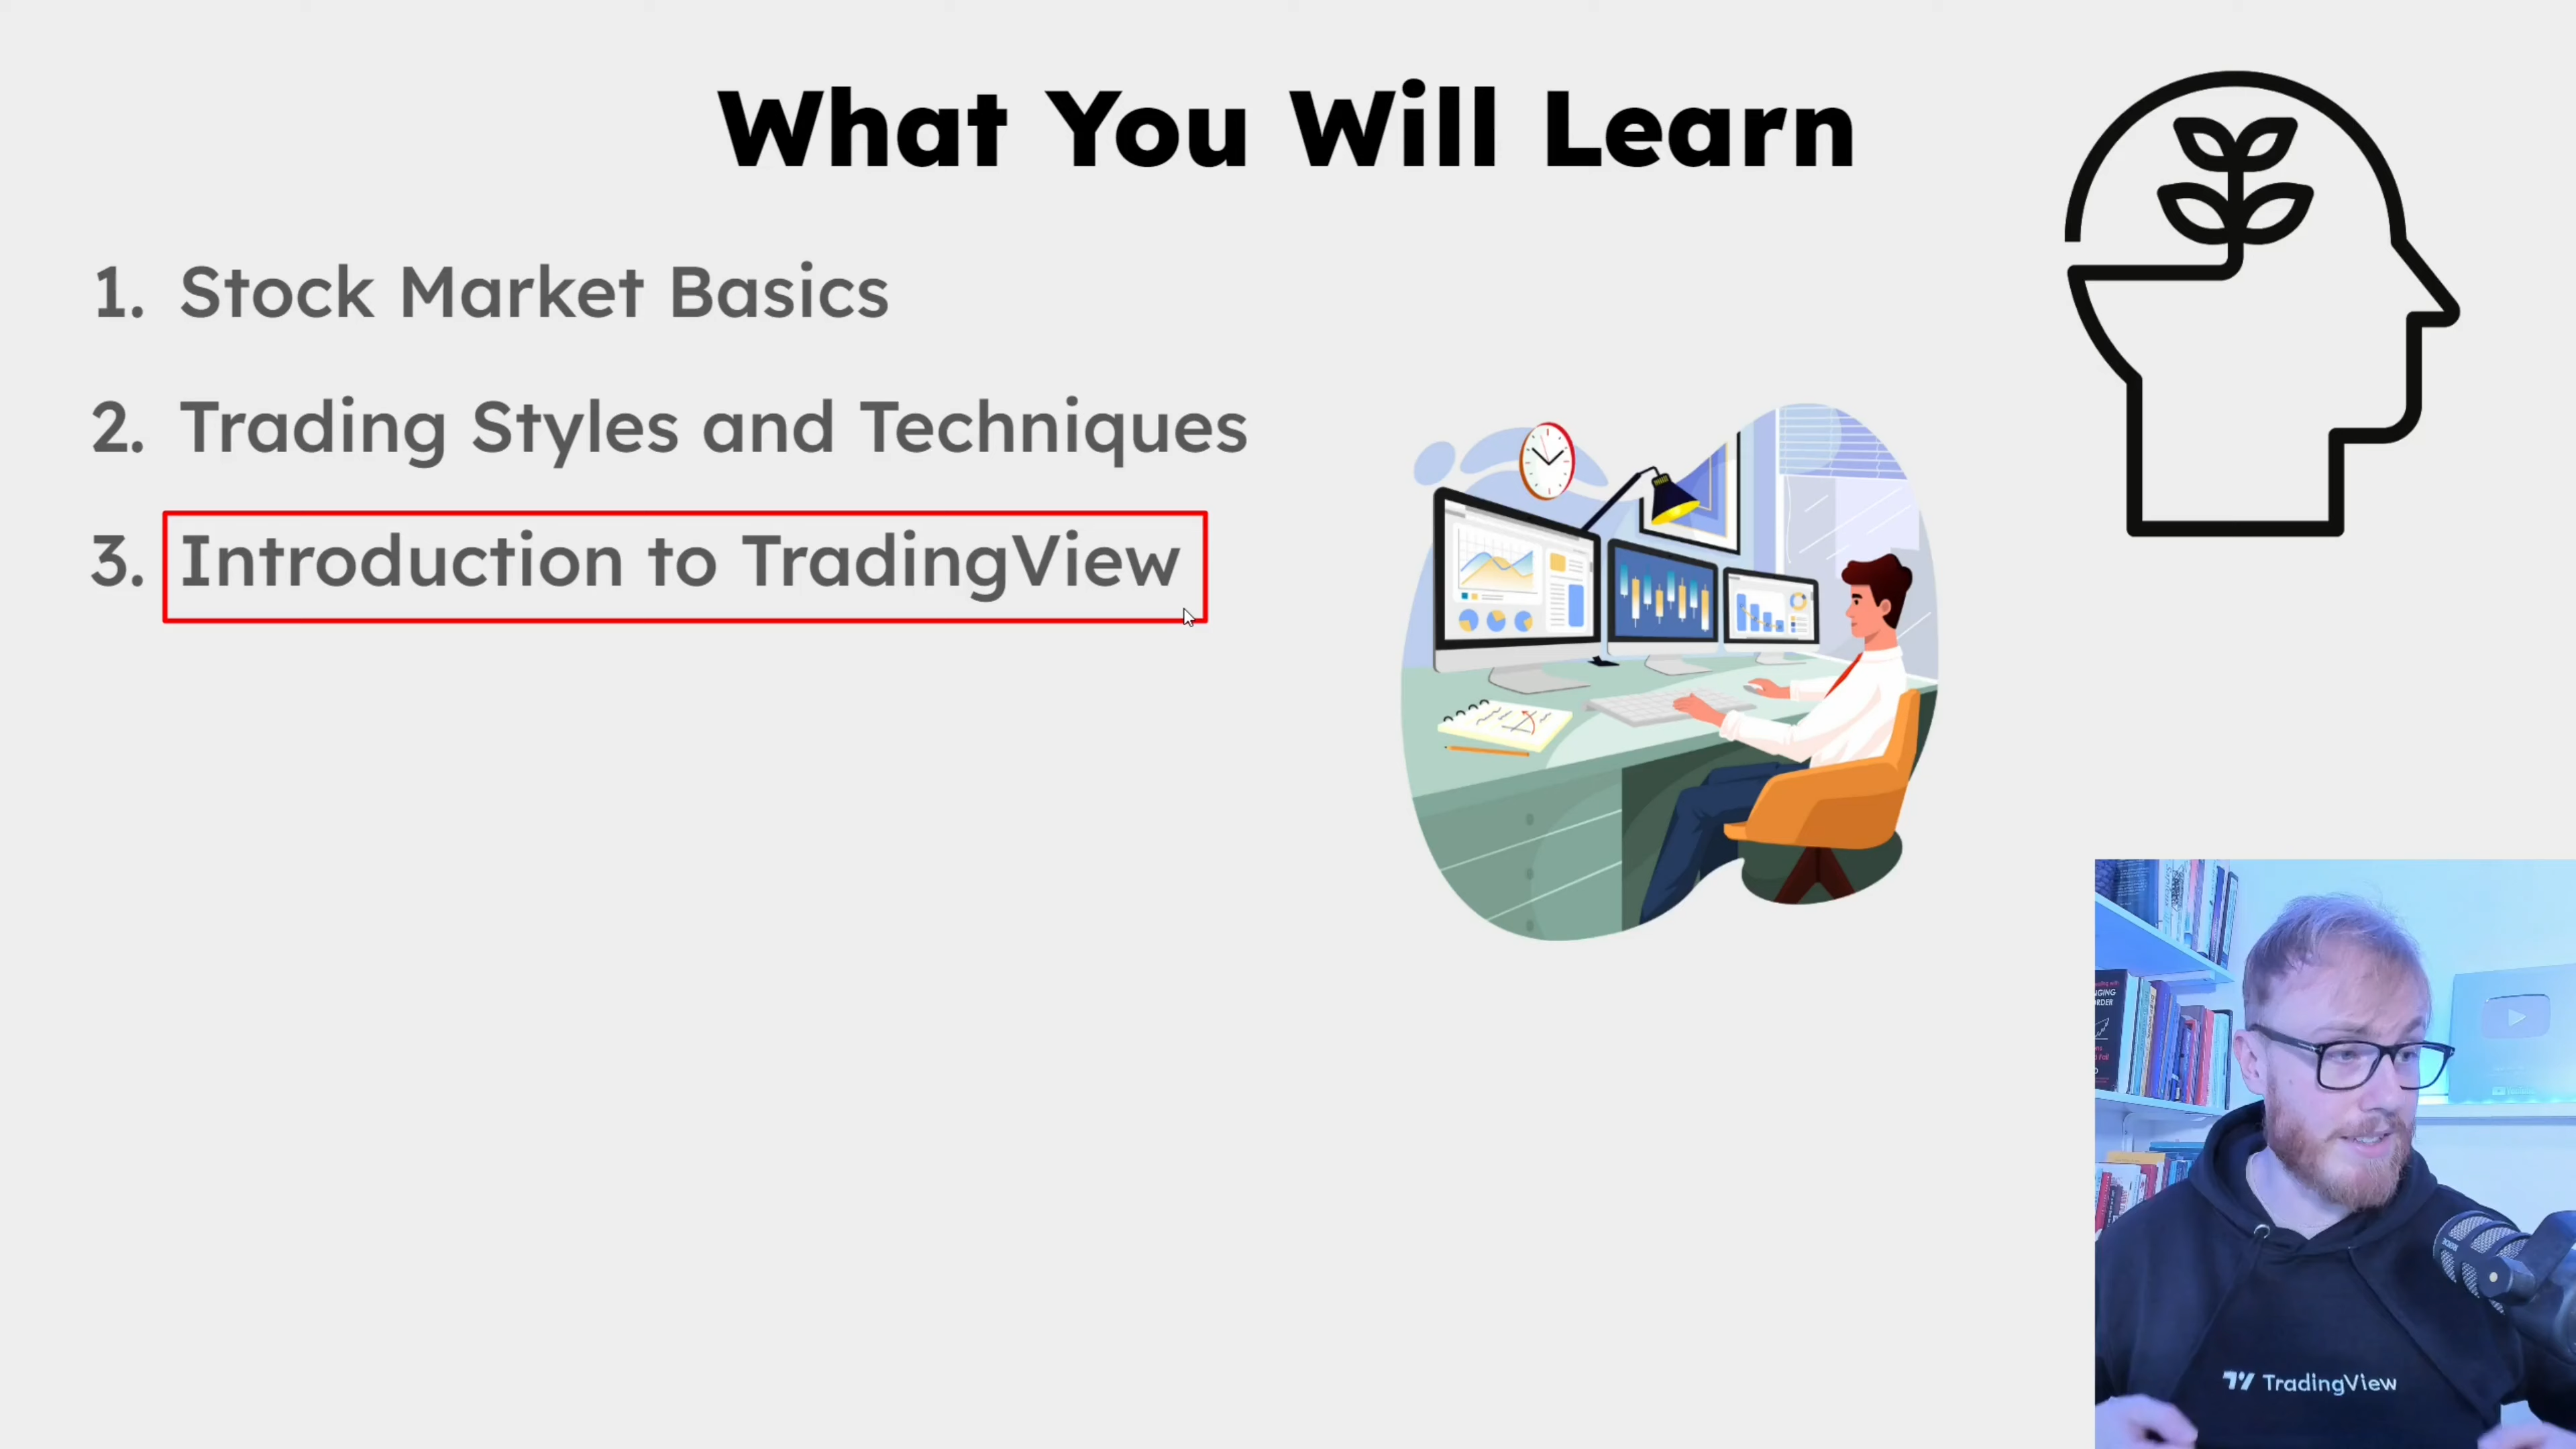 What You Will Learn
1. Stock Market Basics
2. Trading Styles and Techniques
3. Introduction to TradingView
TradingView